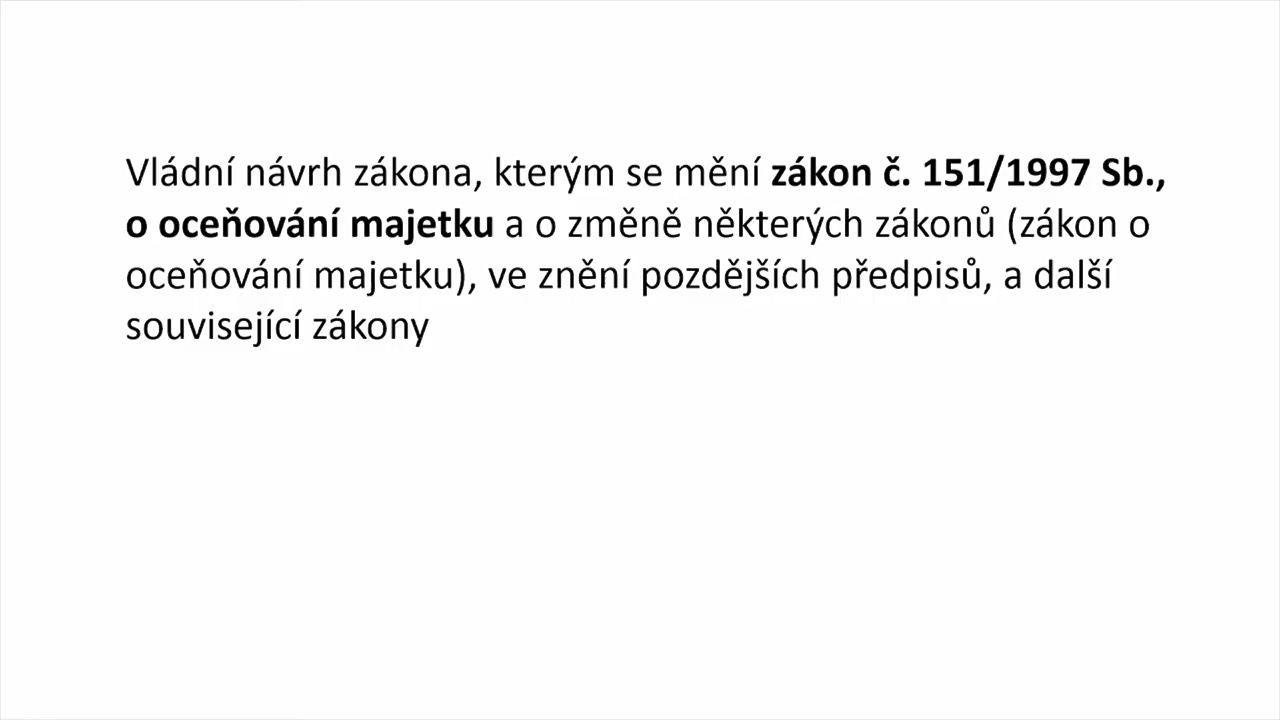 Vládní návrh zákona, kterým se mění zákon č. 151/1997 Sb.,
o oceňování majetku a o změně některých zákonů (zákon o
oceňování majetku), ve znění pozdějších předpisů, a další
související zákony